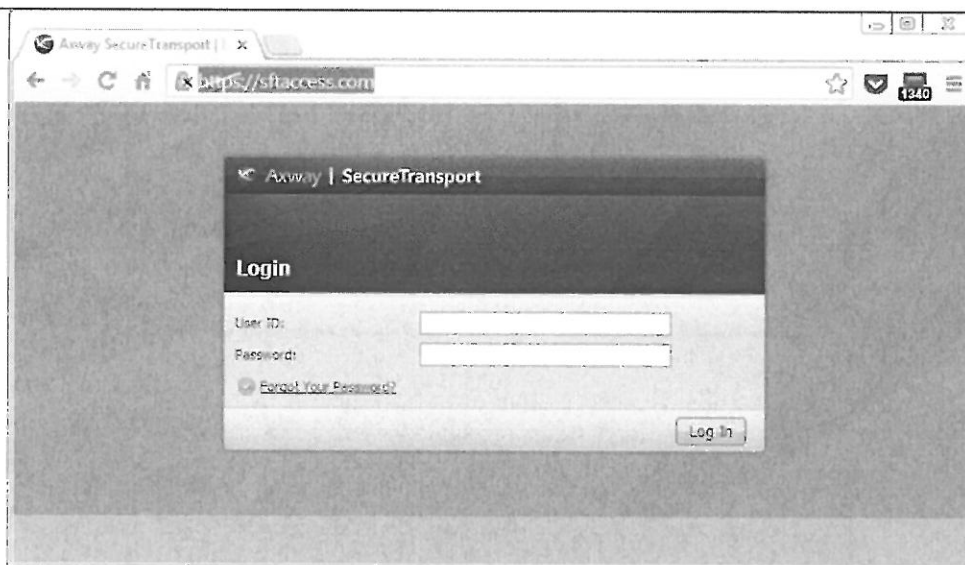 Axway SecureTransport |
https://sftaccess.com
1340
Axway | SecureTransport
Login
User ID:
Password:
Forgot Your Password?
Log In